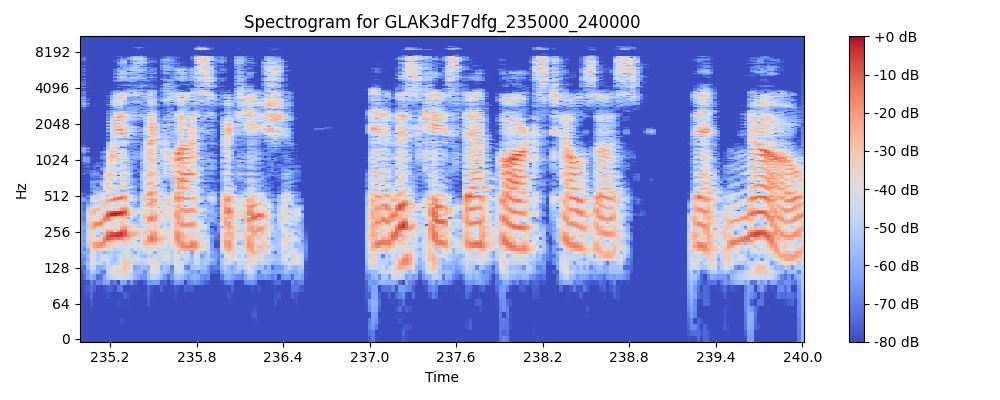 Spectrogram for GLAK3dF7dfg_235000_240000
Hz
8192
4096
2048
1024
512
256
128
64
0
235.2 235.8 236.4 237.0 237.6 238.2 238.8 239.4 240.0
Time
+0 dB
-10 dB
-20 dB
-30 dB
-40 dB
-50 dB
-60 dB
-70 dB
-80 dB